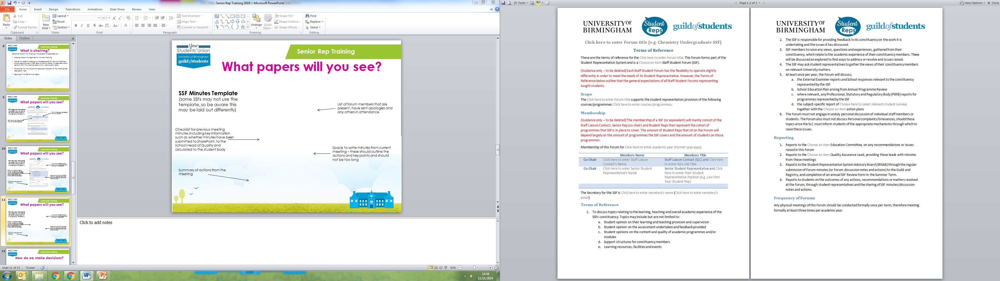 Senior Rep Training 2019 - Microsoft PowerPoint
File Home Insert Design Transitions Animations Slide Show Review View
Paste
Cut
Copy
Format Painter
Clipboard
New
Slide
Layout
Reset
Section
Slides
10.5
Font
Paragraph
Text Direction
Align Text
Convert to SmartArt
Arrange
Quick
Styles
Shape Fill
Shape Outline
Shape Effects
Drawing
Find
Replace
Select
Editing
Slides Outline
8
Senior Rep Training
What is chairing?
9
Senior Rep Training
What papers will you see?
10
Senior Rep Training
What papers will you see?
11
Senior Rep Training
What papers will you see?
12
Senior Rep Training
How do we make decisions?
Your
Students' Union
University of Birmingham
guildofstudents
Senior Rep Training
What papers will you see?
SSF Minutes Template
(some SSFs may not use the
template, so be aware this
may be laid out differently)
List of forum members that are
present, have sent apologies and
any others in attendance
Checklist for previous meeting
minutes including key information
such as whether minutes have been
submitted to SharePoint, to the
School Head of Quality and
circulated to the student body
Space to write minutes from current
meeting – these should outline the
actions and key points and should
not be too long
Summary of actions from the
meeting
Click to add notes
Slide 11 of 15 "Ocean" 92%
14:58
11/11/2019
Tools
Page 1-2 of 2
View Options Close
UNIVERSITY OF
BIRMINGHAM
Student
Reps
guildofstudents
Click here to enter Forum title (e.g. Chemistry Undergraduate SSF)
Terms of Reference
These are the terms of reference for the Click here to enter Forum title. This Forum forms part of the
Student Representation System and is a Choose an item Staff Student Forum (SSF).
[Guidance only – to be deleted] Each Staff Student Forum has the flexibility to operate slightly
differently in order to meet the needs of its Student Representative. However, the Terms of
Reference below outline that the general expectations of all Staff Student Forums representing
taught students.
Scope
The Click here to enter Forum title supports the student representation provision of the following
courses/programmes: Click here to enter courses/programmes.
Membership
[Guidance only – to be deleted] The membership of a SSF (or equivalent) will mainly consist of the
Staff Liaison Contact, Senior Rep (co-chair) and Student Reps that represent the cohort of
programmes that SSF is in place to cover. The amount of Student Reps that sit on the Forum will
depend largely on the amount of programmes the SSF covers and the amount of students on those
programmes.
Membership of this Forum for Click here to enter academic year (Format yyyy-yyyy).
Members Name Members Title
Co-Chair Click here to enter Staff Liaison Staff Liaison Contact (SLC) and Click here
Contact's Name to enter SLCs Job Title
Co-Chair Click here to enter Senior Student Senior Student Representative and Click
Representative's Name here to enter their Student
Representative Position (e.g. Law First
Year Student Rep)
The Secretary for this SSF is Click here to enter secretary's name (Click here to enter secretary's
email)
Terms of Reference
1. To discuss topics relating to the learning, teaching and overall academic experience of the
SSFs constituency. Topics may include but are not limited to:
a. Student opinion on their learning and teaching provision and supervision
b. Student opinion on the assessment undertaken and feedback provided
c. Student opinions on the content and quality of academic programmes and/or
modules
d. Support structures for constituency members
e. Learning resources, facilities and events
UNIVERSITY OF
BIRMINGHAM
Student
Reps
guildofstudents
2. The SSF is responsible for providing feedback to its constituency on the work it is
undertaking and the issues it has discussed.
3. SSF members to raise any views, questions and experiences, gathered from their
constituency, which relate to the academic experience of their constituency members. These
will be discussed an explored to find ways to address or resolve and issues raised.
4. The SSF may ask student representatives to gather the views of their constituency members
on relevant University matters.
5. At least once per year, the Forum will discuss;
a. the External Examiner reports and School responses relevant to the constituency
represented by the SSF
b. School Education Plan arising from Annual Programme Review
c. where relevant, any Professional, Statutory and Regulatory Body (PSRB) reports for
programmes represented by the SSF
d. the subject-specific report of Choose here to select relevant student surveys
together with the Choose an item action plans
6. The Forum must not engage in unduly personal discussion of Individual staff members or
students. The Forum also must not discuss Personal complaints/Grievances, should these
topics arise the SLC must inform students of the appropriate mechanisms through which to
raise these issues.
Reporting
1. Reports to the Choose an item Education Committee, on any recommendations or issues
raised in this Forum
2. Reports to the Choose an item Quality Assurance Lead, providing these leads with minutes
from these meetings
3. Reports to the Student Representation System Advisory Board (SRSAB) through the regular
submission of Forum minutes (or Forum discussion notes and actions) to the Guild and
Registry, and completion of an annual SSF Review Form in the Summer Term.
4. Reports to students on the outcomes of any actions, recommendations or matters resolved
at the Forum, through student representatives and the sharing of SSF minutes/discussion
notes and actions.
Frequency of Forums
Any physical meetings of this Forum should be conducted formally once per term, therefore meeting
formally at least three times per academic year.